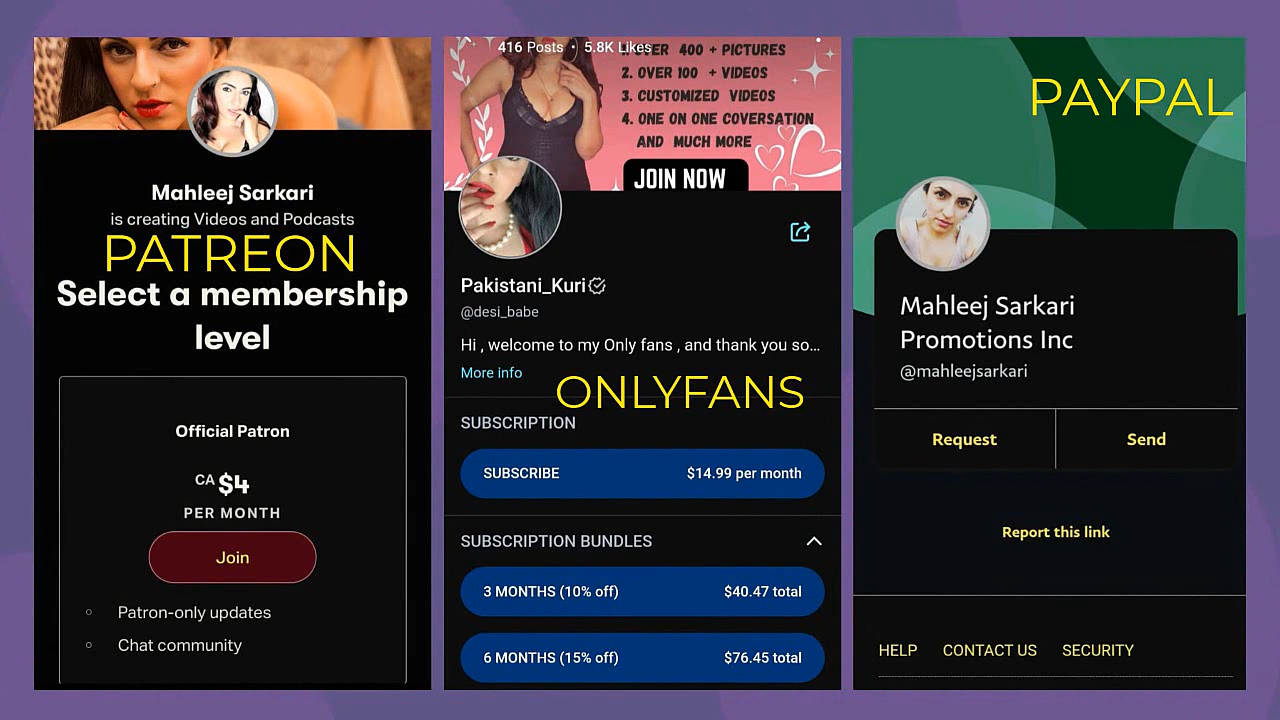 Mahleej Sarkari
is creating Videos and Podcasts
PATREON
Select a membership
level
Official Patron
CA $4
PER MONTH
Join
Patron-only updates
Chat community
416 Posts • 5.8K Likes
1. OVER 400 + PICTURES
2. OVER 100 + VIDEOS
3. CUSTOMIZED VIDEOS
4. ONE ON ONE COVERSATION
AND MUCH MORE
JOIN NOW
Pakistani_Kuri
@desi_babe
Hi , welcome to my Only fans , and thank you so...
More info
ONLYFANS
SUBSCRIPTION
SUBSCRIBE $14.99 per month
SUBSCRIPTION BUNDLES
3 MONTHS (10% off) $40.47 total
6 MONTHS (15% off) $76.45 total
PAYPAL
Mahleej Sarkari
Promotions Inc
@mahleejsarkari
Request Send
Report this link
HELP CONTACT US SECURITY